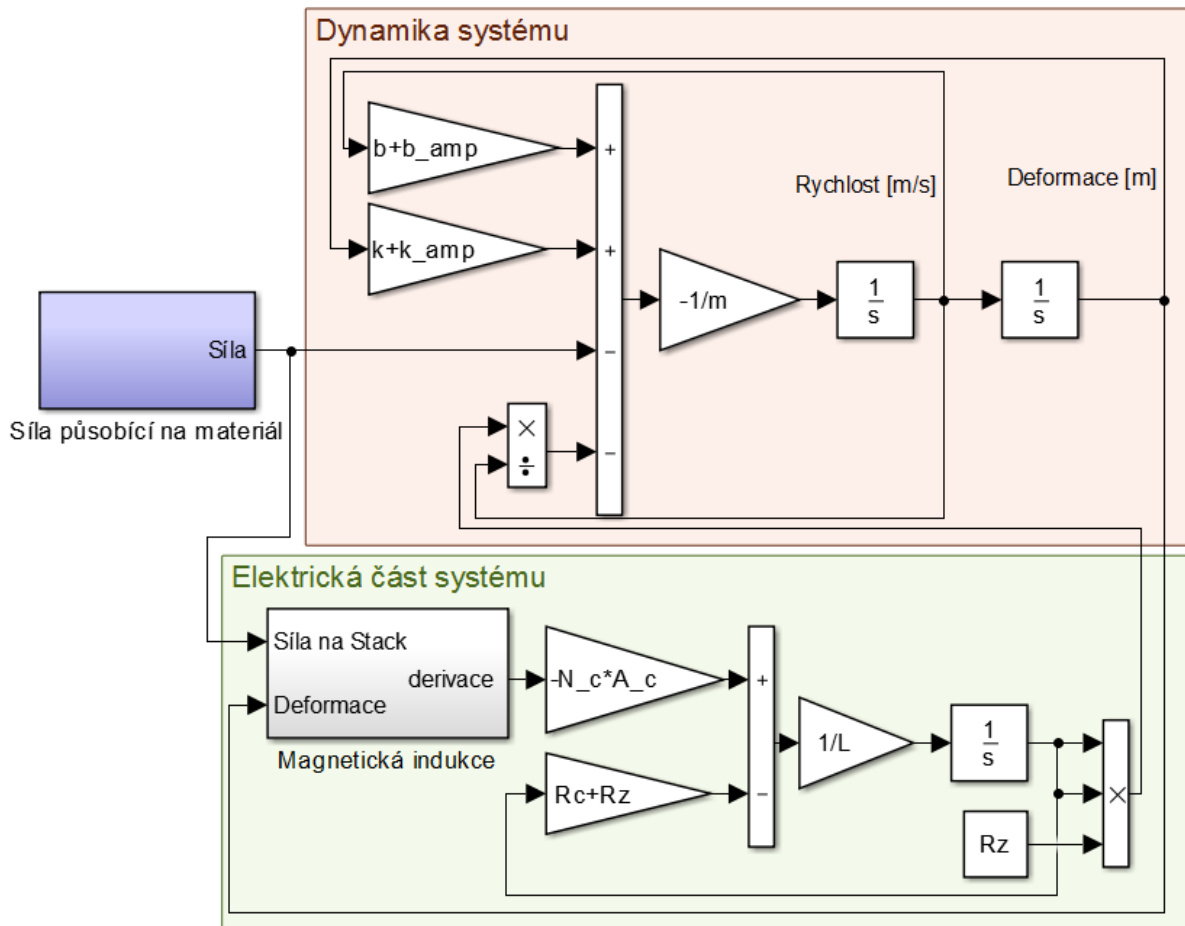 Dynamika systému
b+b_amp
+
Rychlost [m/s]
Deformace [m]
k+k_amp
+
-1/m
1
s
1
s
Síla
−
Síla působící na materiál
×
÷
−
Elektrická část systému
Síla na Stack
derivace
Deformace
Magnetická indukce
-N_c*A_c
+
1/L
1
s
Rc+Rz
−
×
Rz